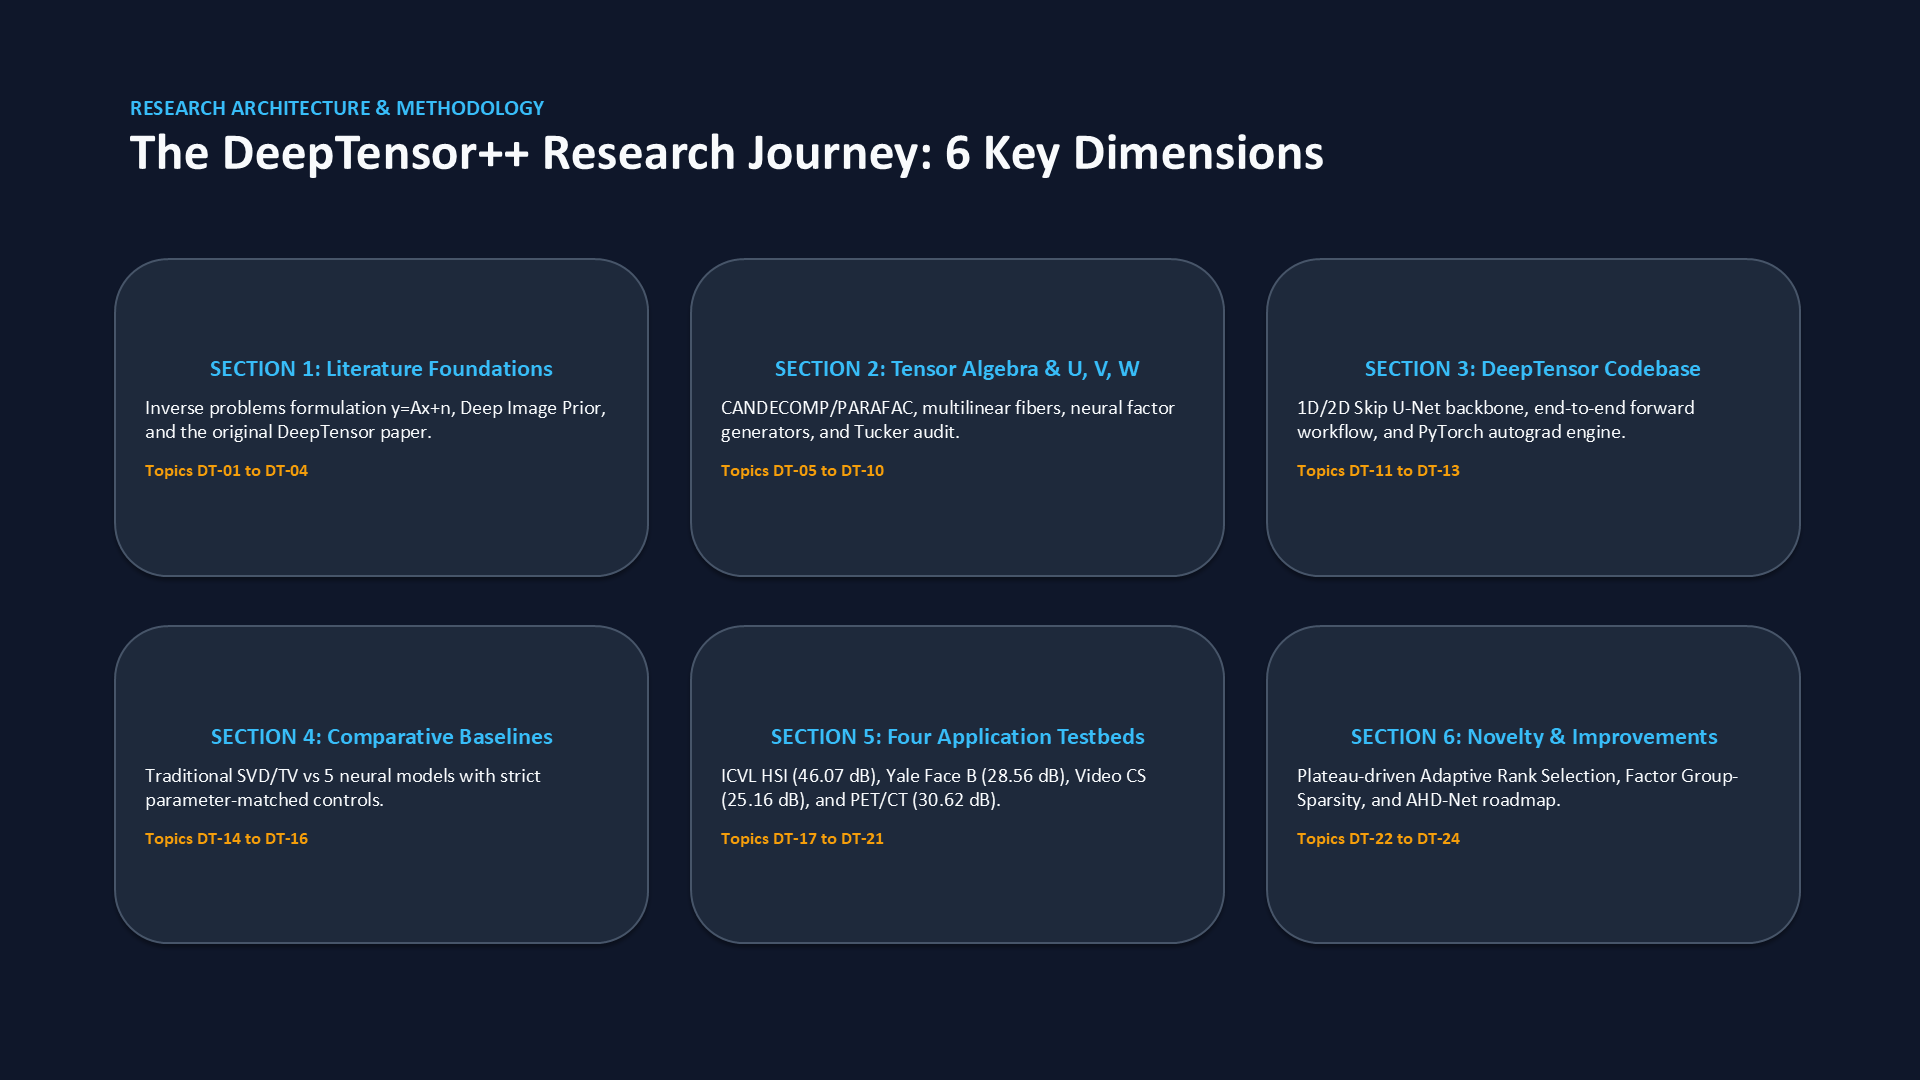 RESEARCH ARCHITECTURE & METHODOLOGY
The DeepTensor++ Research Journey: 6 Key Dimensions
SECTION 1: Literature Foundations
Inverse problems formulation y=Ax+n, Deep Image Prior,
and the original DeepTensor paper.
Topics DT-01 to DT-04
SECTION 2: Tensor Algebra & U, V, W
CANDECOMP/PARAFAC, multilinear fibers, neural factor
generators, and Tucker audit.
Topics DT-05 to DT-10
SECTION 3: DeepTensor Codebase
1D/2D Skip U-Net backbone, end-to-end forward
workflow, and PyTorch autograd engine.
Topics DT-11 to DT-13
SECTION 4: Comparative Baselines
Traditional SVD/TV vs 5 neural models with strict
parameter-matched controls.
Topics DT-14 to DT-16
SECTION 5: Four Application Testbeds
ICVL HSI (46.07 dB), Yale Face B (28.56 dB), Video CS
(25.16 dB), and PET/CT (30.62 dB).
Topics DT-17 to DT-21
SECTION 6: Novelty & Improvements
Plateau-driven Adaptive Rank Selection, Factor Group-
Sparsity, and AHD-Net roadmap.
Topics DT-22 to DT-24